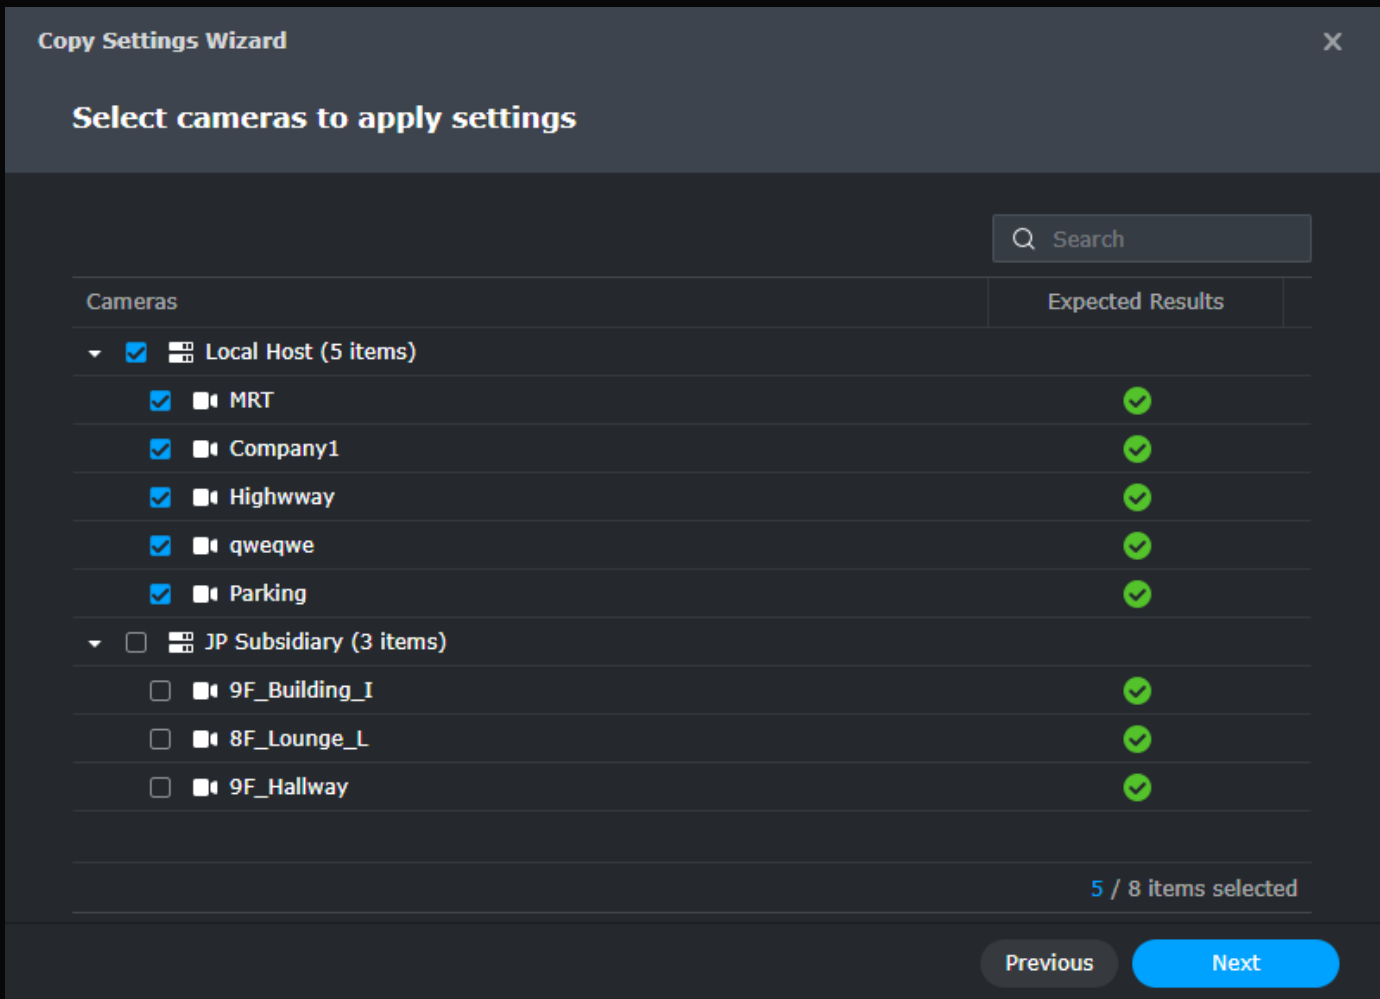 Copy Settings Wizard
Select cameras to apply settings
Search
Cameras Expected Results
Local Host (5 items)
MRT
Company1
Highwway
qweqwe
Parking
JP Subsidiary (3 items)
9F_Building_I
8F_Lounge_L
9F_Hallway
5 / 8 items selected
Previous Next